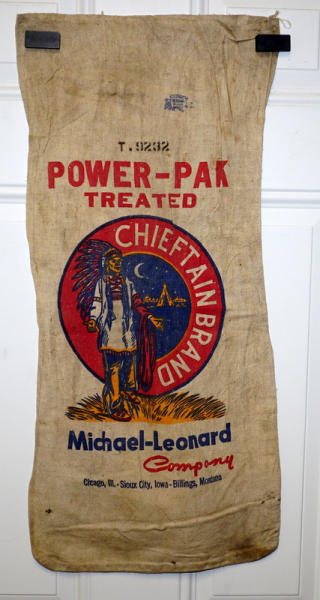 T.9232
POWER-PAK
TREATED
CHIEFTAIN BRAND
Michael-Leonard
Company
Chicago, Ill.-Sioux City, Iowa-Billings, Montana